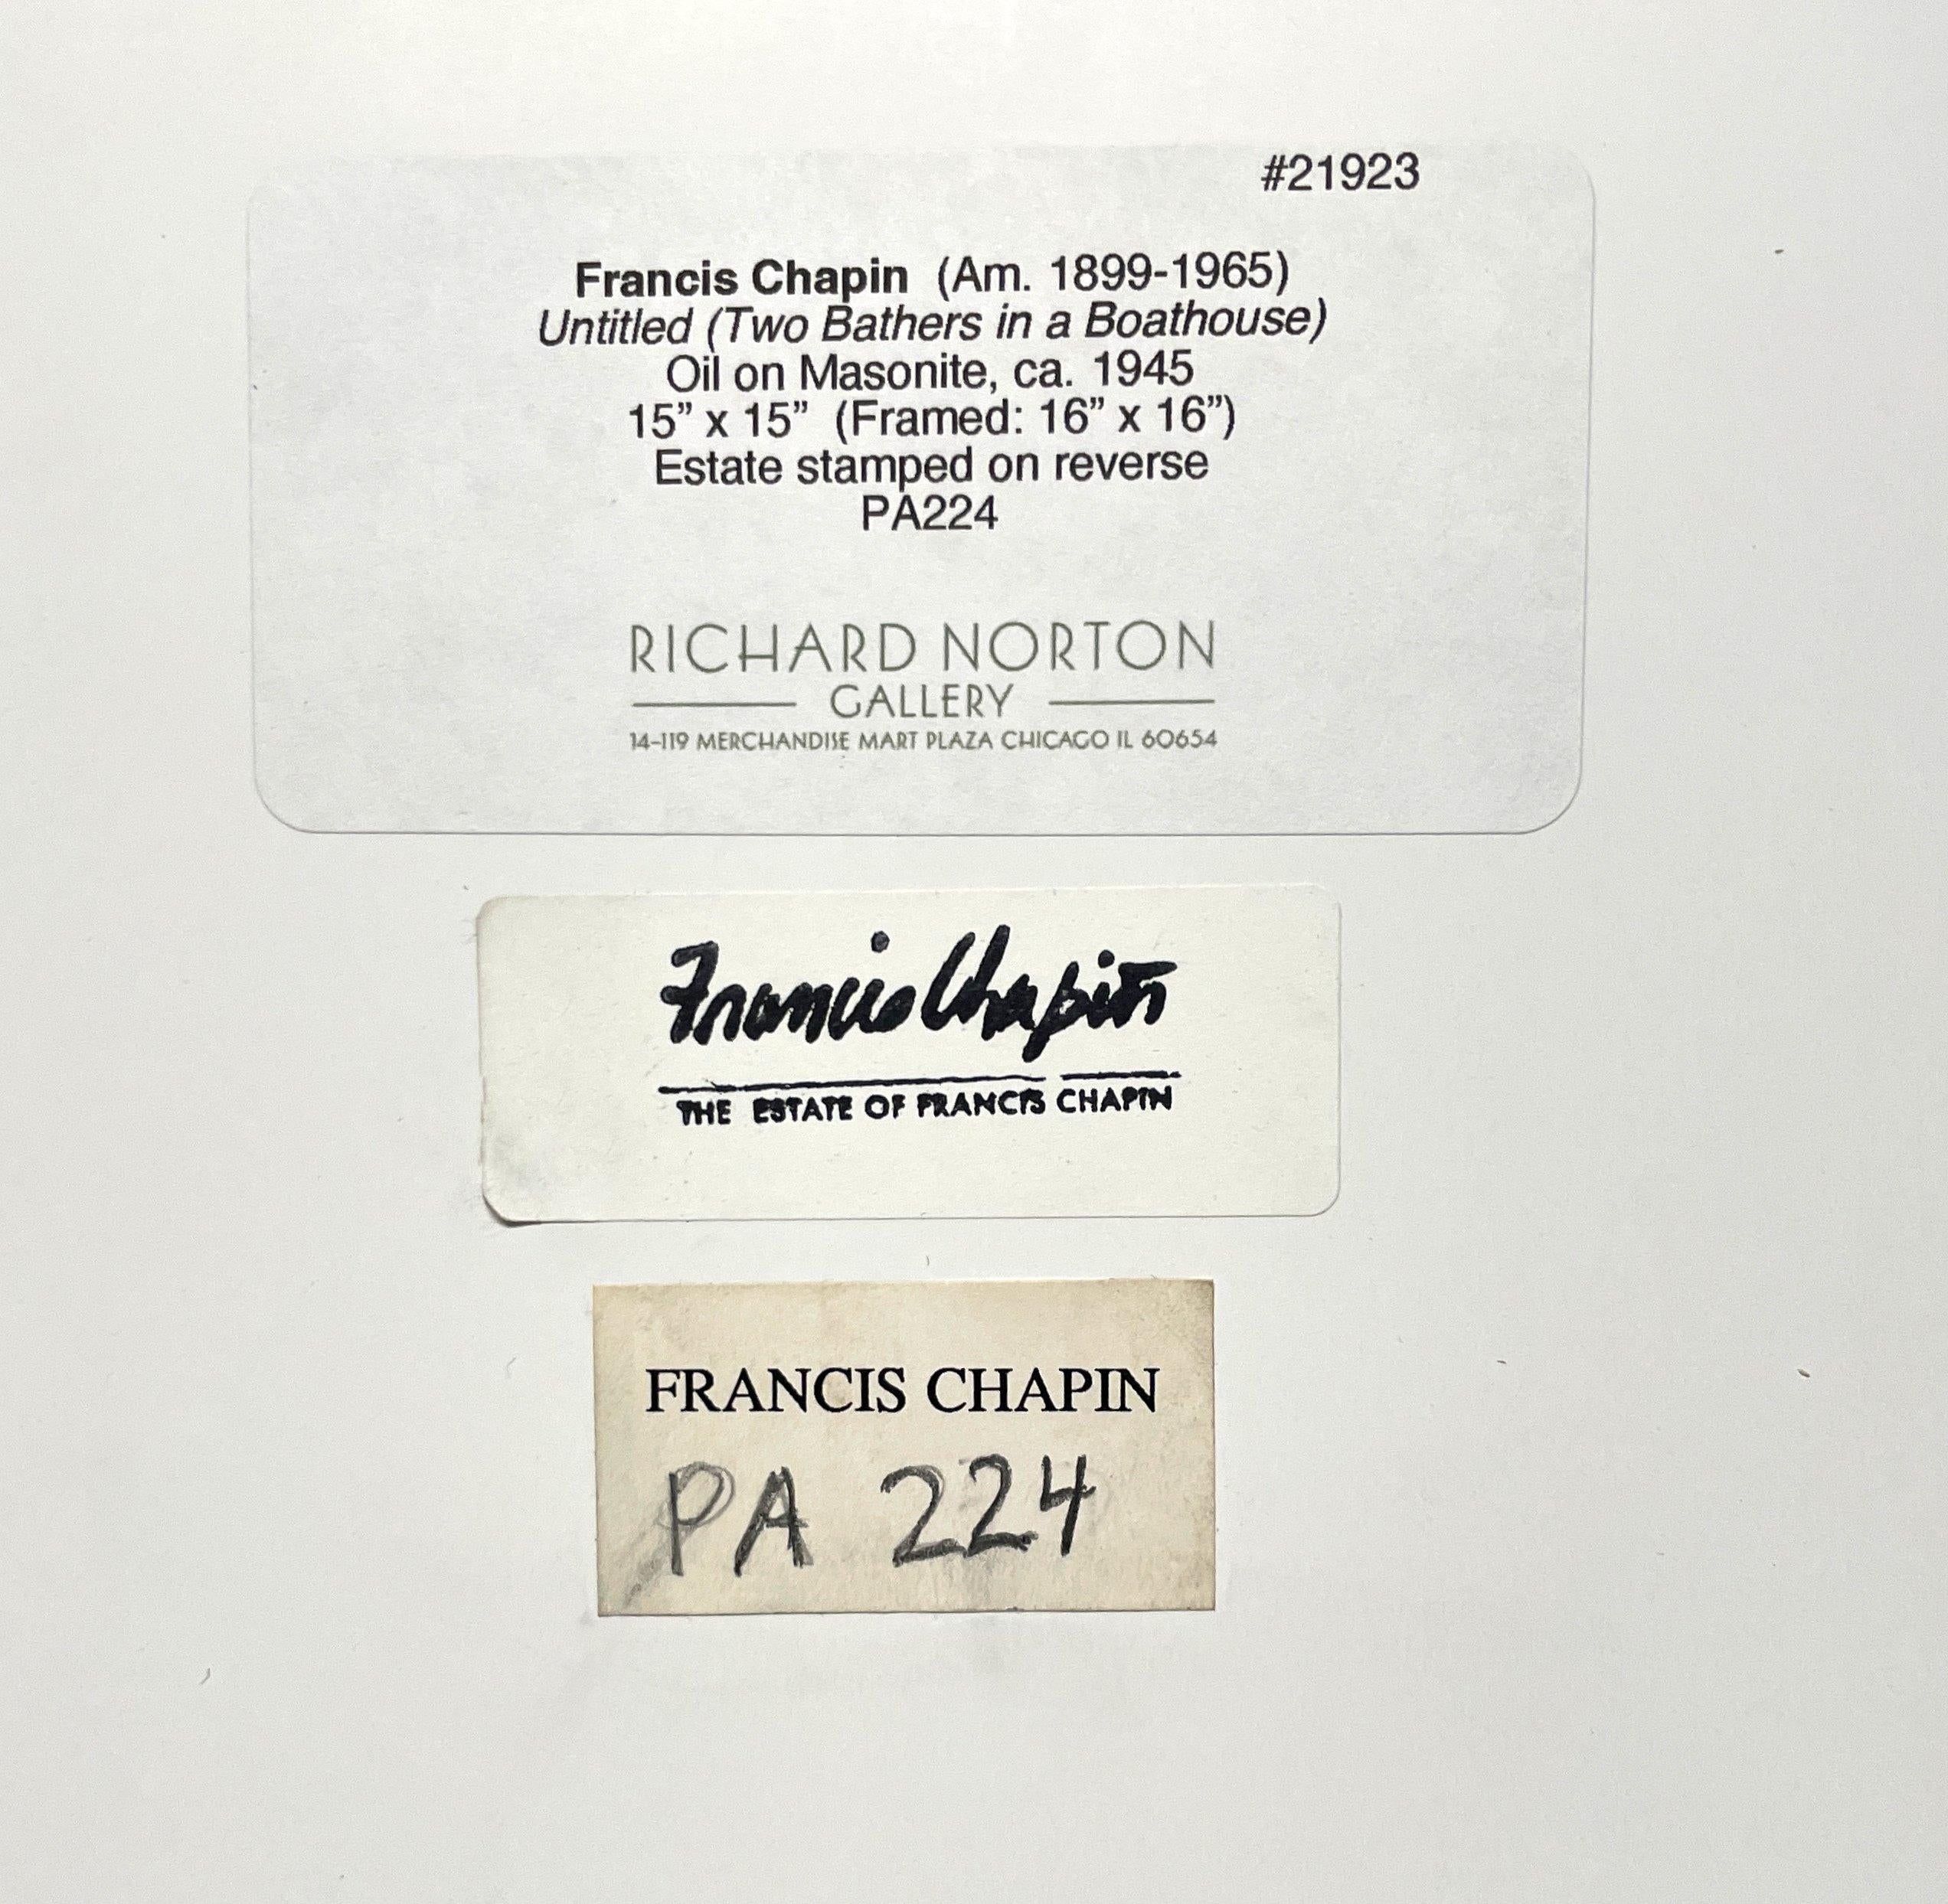 #21923
Francis Chapin (Am. 1899-1965)
Untitled (Two Bathers in a Boathouse)
Oil on Masonite, ca. 1945
15” x 15” (Framed: 16” x 16”)
Estate stamped on reverse
PA224
RICHARD NORTON
GALLERY
14-119 MERCHANDISE MART PLAZA CHICAGO IL 60654
Francis Chapin
THE ESTATE OF FRANCIS CHAPIN
FRANCIS CHAPIN
PA 224